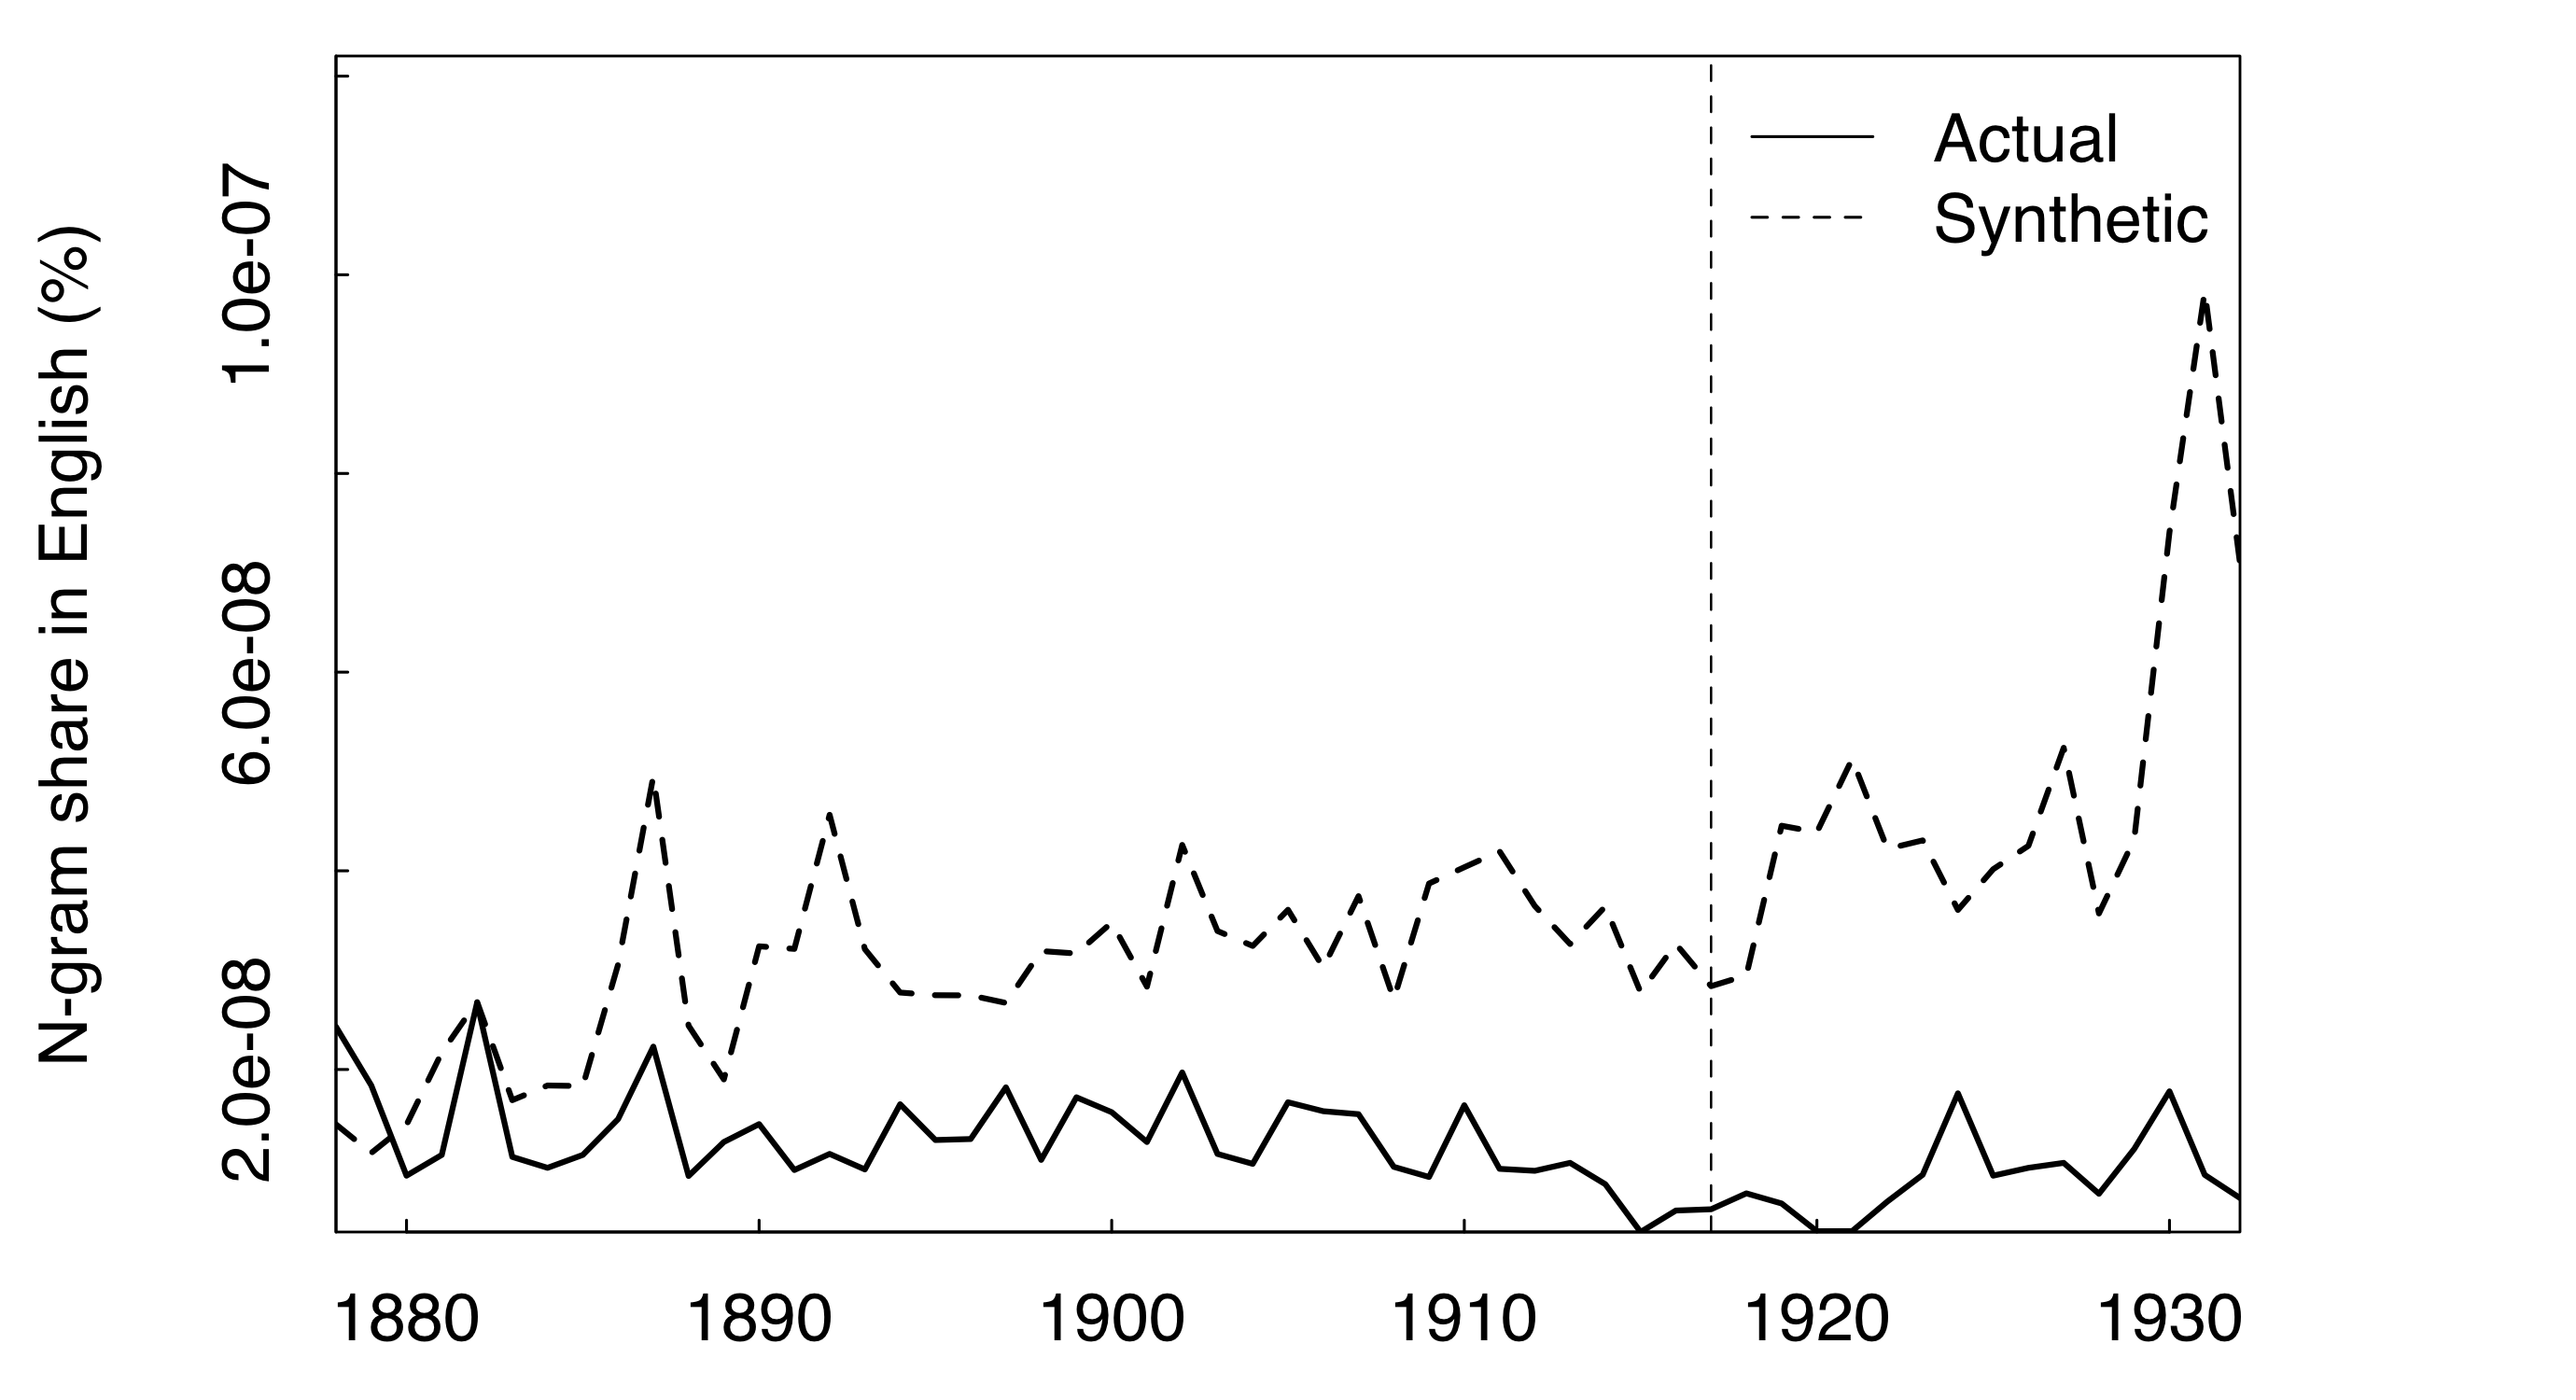 N-gram share in English (%)
1.0e-07
6.0e-08
2.0e-08
Actual
Synthetic
1880 1890 1900 1910 1920 1930